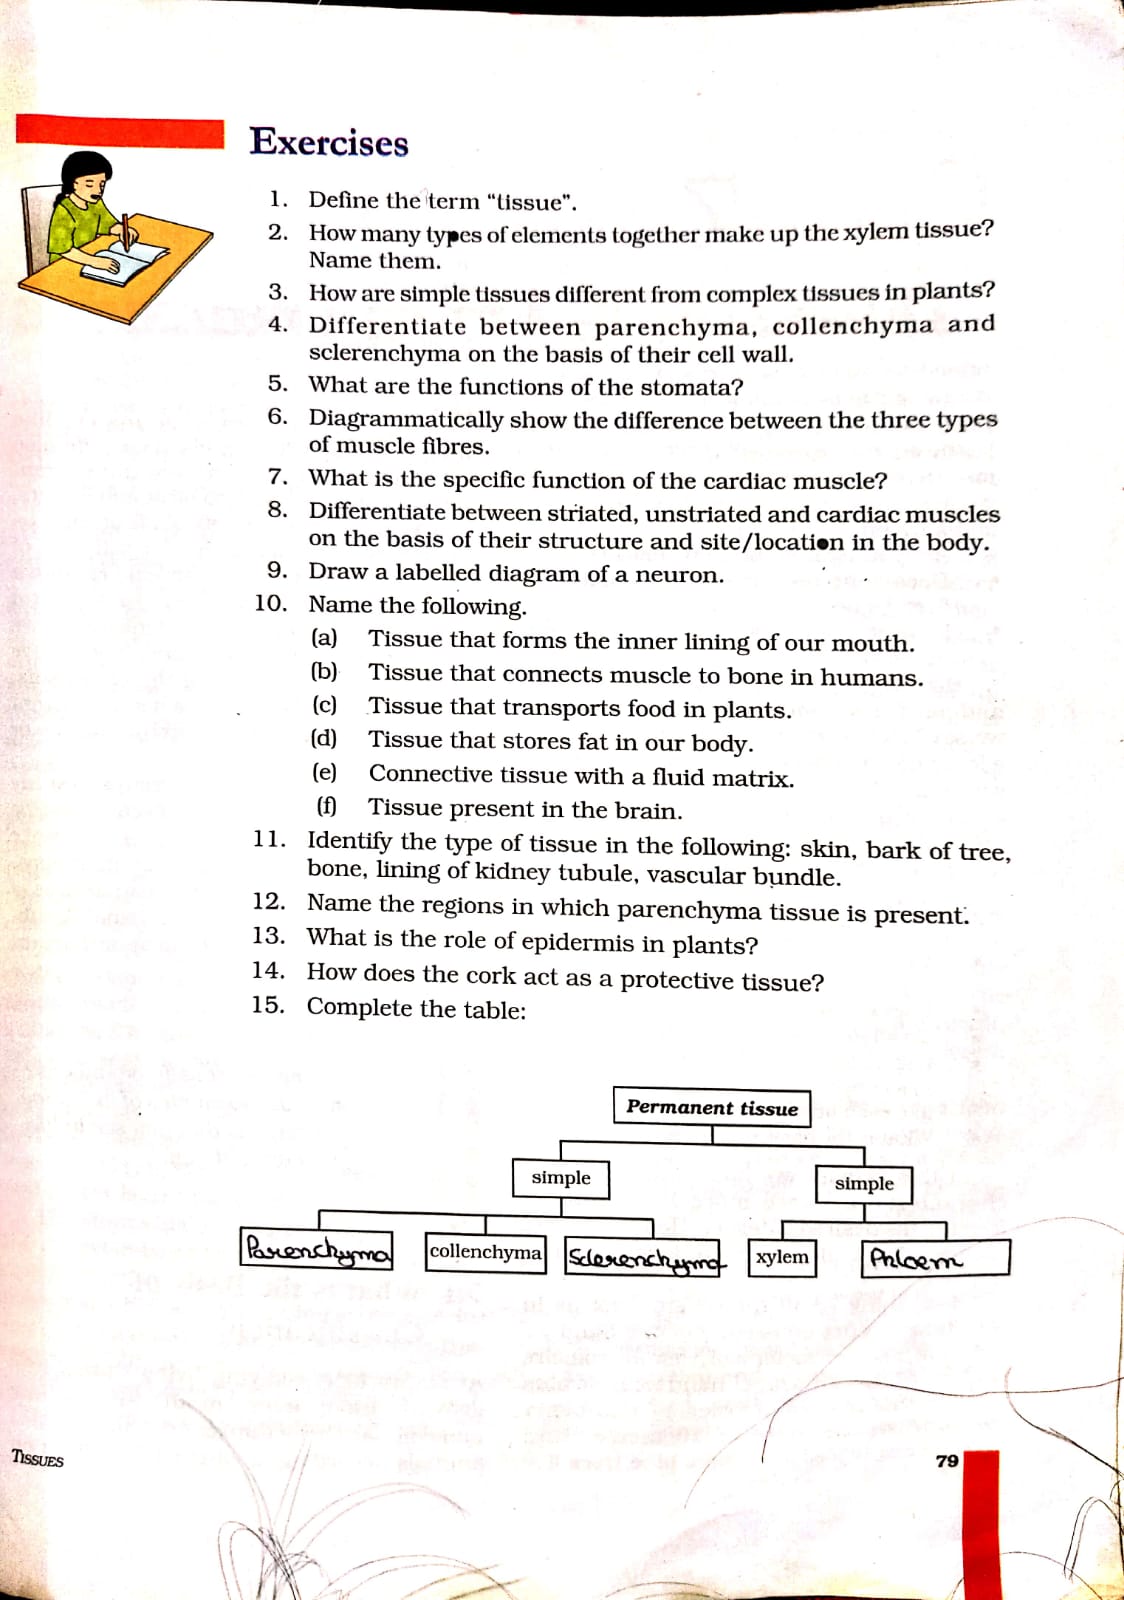 Exercises
1. Define the term “tissue”.
2. How many types of elements together make up the xylem tissue?
Name them.
3. How are simple tissues different from complex tissues in plants?
4. Differentiate between parenchyma, collenchyma and
sclerenchyma on the basis of their cell wall.
5. What are the functions of the stomata?
6. Diagrammatically show the difference between the three types
of muscle fibres.
7. What is the specific function of the cardiac muscle?
8. Differentiate between striated, unstriated and cardiac muscles
on the basis of their structure and site/location in the body.
9. Draw a labelled diagram of a neuron.
10. Name the following.
(a) Tissue that forms the inner lining of our mouth.
(b) Tissue that connects muscle to bone in humans.
(c) Tissue that transports food in plants.
(d) Tissue that stores fat in our body.
(e) Connective tissue with a fluid matrix.
(f) Tissue present in the brain.
11. Identify the type of tissue in the following: skin, bark of tree,
bone, lining of kidney tubule, vascular bundle.
12. Name the regions in which parenchyma tissue is present.
13. What is the role of epidermis in plants?
14. How does the cork act as a protective tissue?
15. Complete the table:
Permanent tissue
simple simple
Parenchyma collenchyma Sclerenchyma xylem Phloem
TISSUES 79